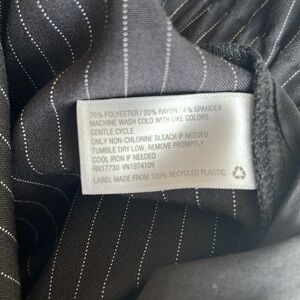 76% POLYESTER / 20% RAYON / 4% SPANDEX
MACHINE WASH COLD WITH LIKE COLORS
GENTLE CYCLE
ONLY NON-CHLORINE BLEACH IF NEEDED
TUMBLE DRY LOW, REMOVE PROMPTLY
COOL IRON IF NEEDED
RN17730 VN1974109
LABEL MADE FROM 100% RECYCLED PLASTIC